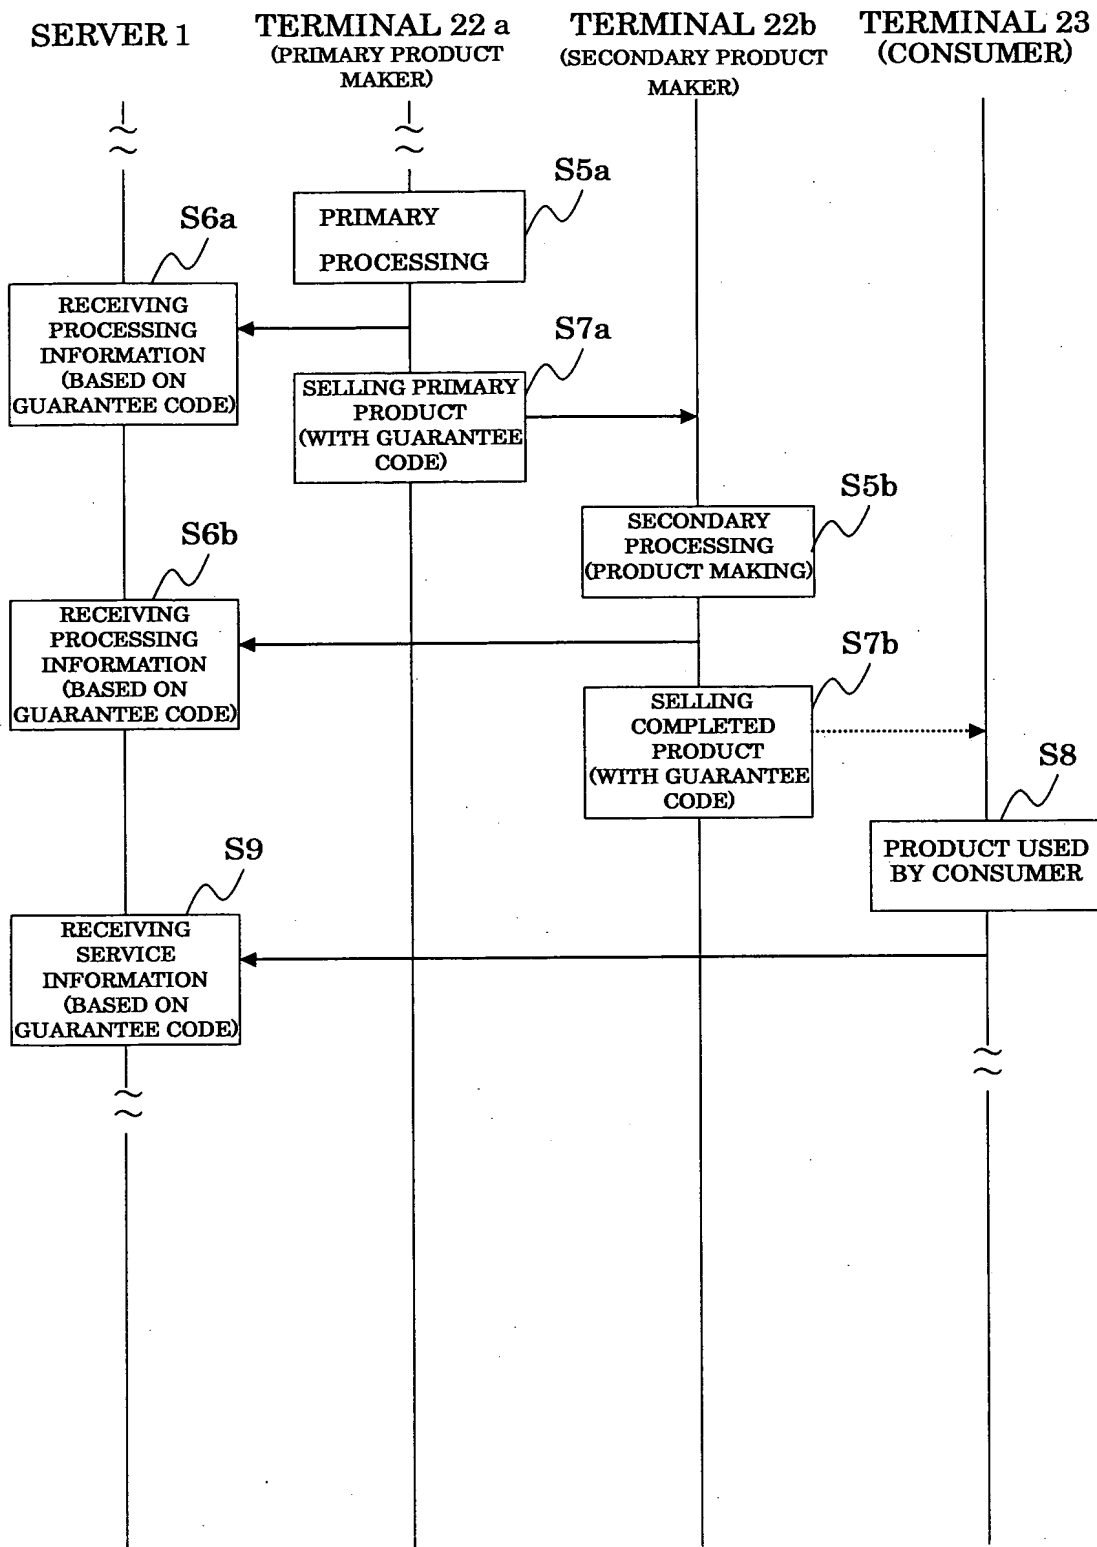 SERVER 1
TERMINAL 22 a
(PRIMARY PRODUCT
MAKER)
TERMINAL 22b
(SECONDARY PRODUCT
MAKER)
TERMINAL 23
(CONSUMER)
S5a
PRIMARY
PROCESSING
S6a
RECEIVING
PROCESSING
INFORMATION
(BASED ON
GUARANTEE CODE)
S7a
SELLING PRIMARY
PRODUCT
(WITH GUARANTEE
CODE)
S5b
SECONDARY
PROCESSING
(PRODUCT MAKING)
S6b
RECEIVING
PROCESSING
INFORMATION
(BASED ON
GUARANTEE CODE)
S7b
SELLING
COMPLETED
PRODUCT
(WITH GUARANTEE
CODE)
S8
PRODUCT USED
BY CONSUMER
S9
RECEIVING
SERVICE
INFORMATION
(BASED ON
GUARANTEE CODE)